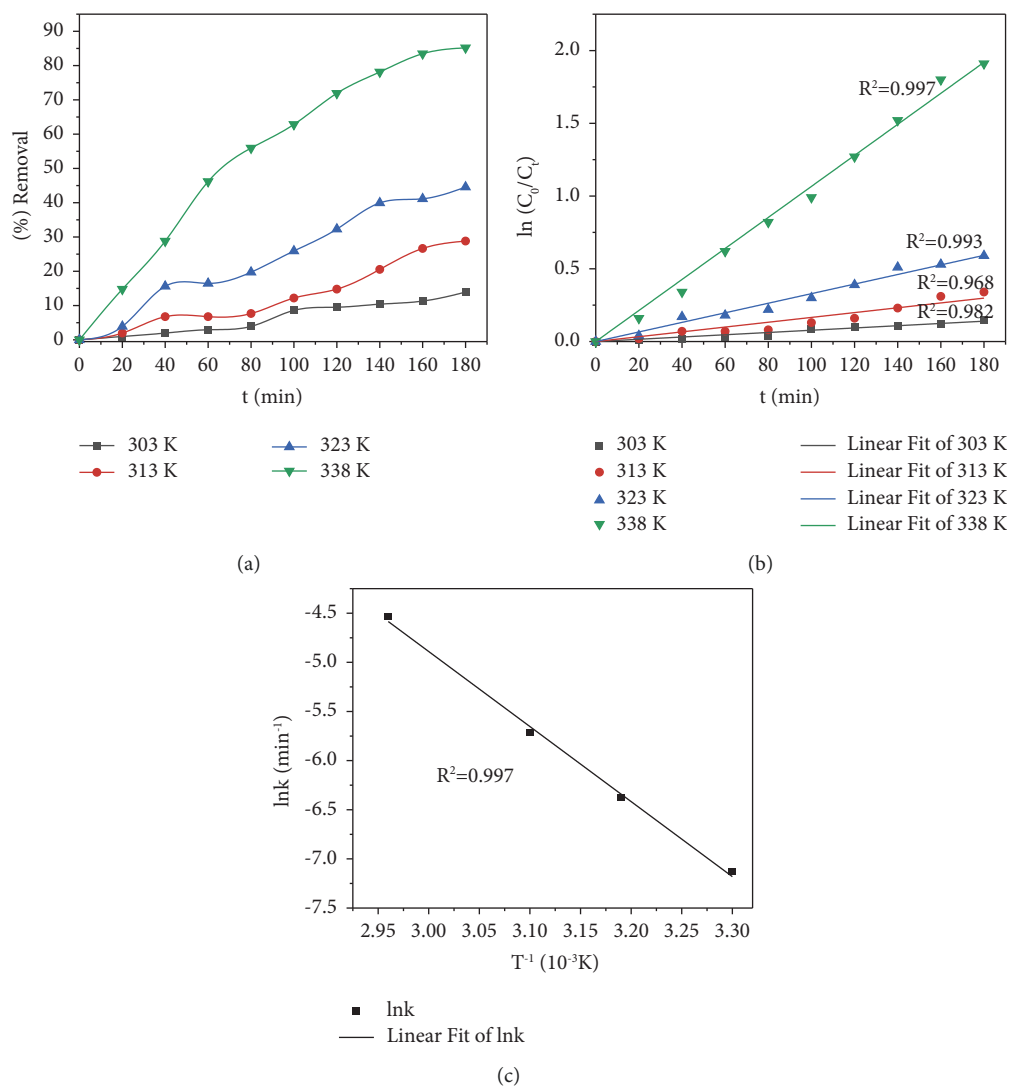 90
80
70
60
50
40
30
20
10
0
(%) Removal
0 20 40 60 80 100 120 140 160 180
t (min)
303 K
313 K
323 K
338 K
(a)
2.0
1.5
1.0
0.5
0.0
ln (C₀/Cₜ)
R²=0.997
R²=0.993
R²=0.968
R²=0.982
0 20 40 60 80 100 120 140 160 180
t (min)
303 K
313 K
323 K
338 K
Linear Fit of 303 K
Linear Fit of 313 K
Linear Fit of 323 K
Linear Fit of 338 K
(b)
-4.5
-5.0
-5.5
-6.0
-6.5
-7.0
-7.5
lnk (min⁻¹)
R²=0.997
2.95 3.00 3.05 3.10 3.15 3.20 3.25 3.30
T⁻¹ (10⁻³K)
lnk
Linear Fit of lnk
(c)